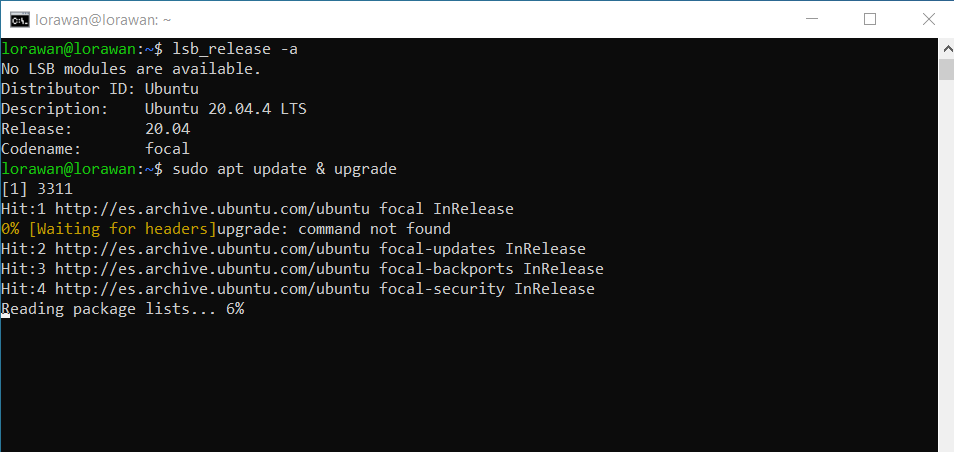 lorawan@lorawan: ~
lorawan@lorawan:~$ lsb_release -a
No LSB modules are available.
Distributor ID: Ubuntu
Description:    Ubuntu 20.04.4 LTS
Release:        20.04
Codename:       focal
lorawan@lorawan:~$ sudo apt update & upgrade
[1] 3311
Hit:1 http://es.archive.ubuntu.com/ubuntu focal InRelease
0% [Waiting for headers]upgrade: command not found
Hit:2 http://es.archive.ubuntu.com/ubuntu focal-updates InRelease
Hit:3 http://es.archive.ubuntu.com/ubuntu focal-backports InRelease
Hit:4 http://es.archive.ubuntu.com/ubuntu focal-security InRelease
Reading package lists... 6%